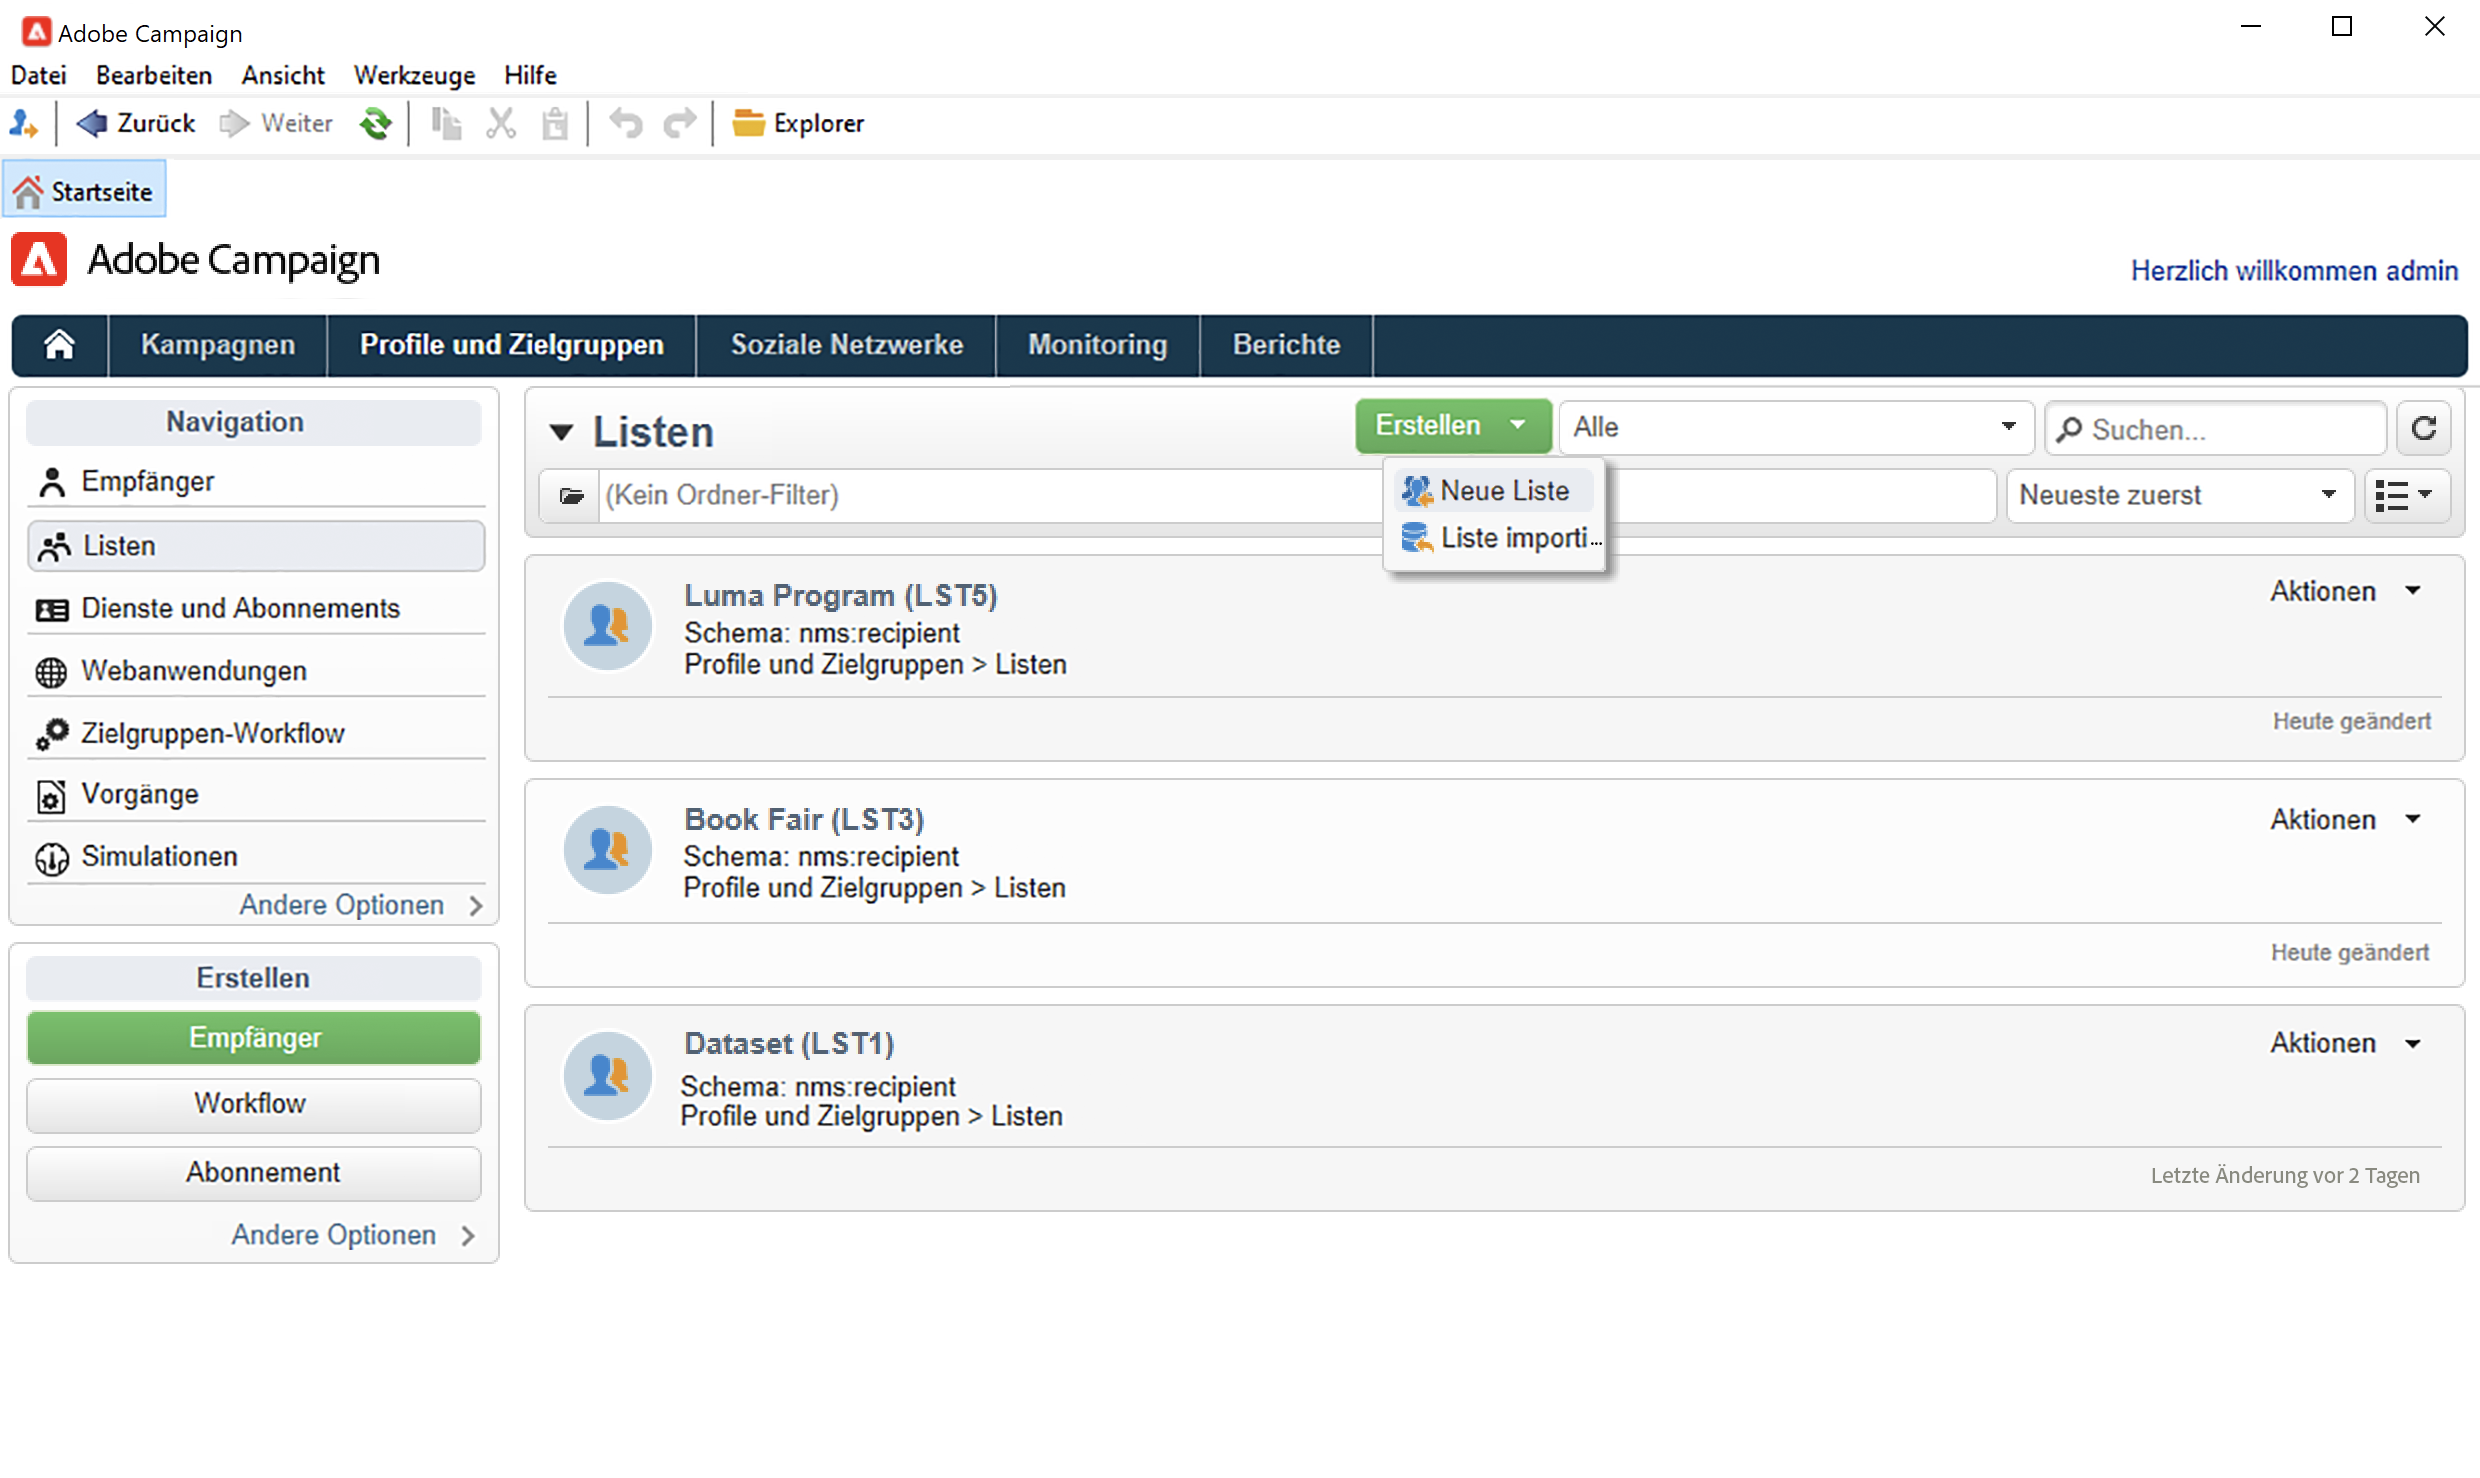 Adobe Campaign
Datei Bearbeiten Ansicht Werkzeuge Hilfe
Zurück Weiter Explorer
Startseite
Adobe Campaign
Herzlich willkommen admin
Kampagnen Profile und Zielgruppen Soziale Netzwerke Monitoring Berichte
Navigation
Empfänger
Listen
Dienste und Abonnements
Webanwendungen
Zielgruppen-Workflow
Vorgänge
Simulationen
Andere Optionen
Erstellen
Empfänger
Workflow
Abonnement
Andere Optionen
Listen Erstellen Alle Suchen...
(Kein Ordner-Filter) Neueste zuerst
Neue Liste
Liste importi...
Luma Program (LST5) Aktionen
Schema: nms:recipient
Profile und Zielgruppen > Listen
Heute geändert
Book Fair (LST3) Aktionen
Schema: nms:recipient
Profile und Zielgruppen > Listen
Heute geändert
Dataset (LST1) Aktionen
Schema: nms:recipient
Profile und Zielgruppen > Listen
Letzte Änderung vor 2 Tagen